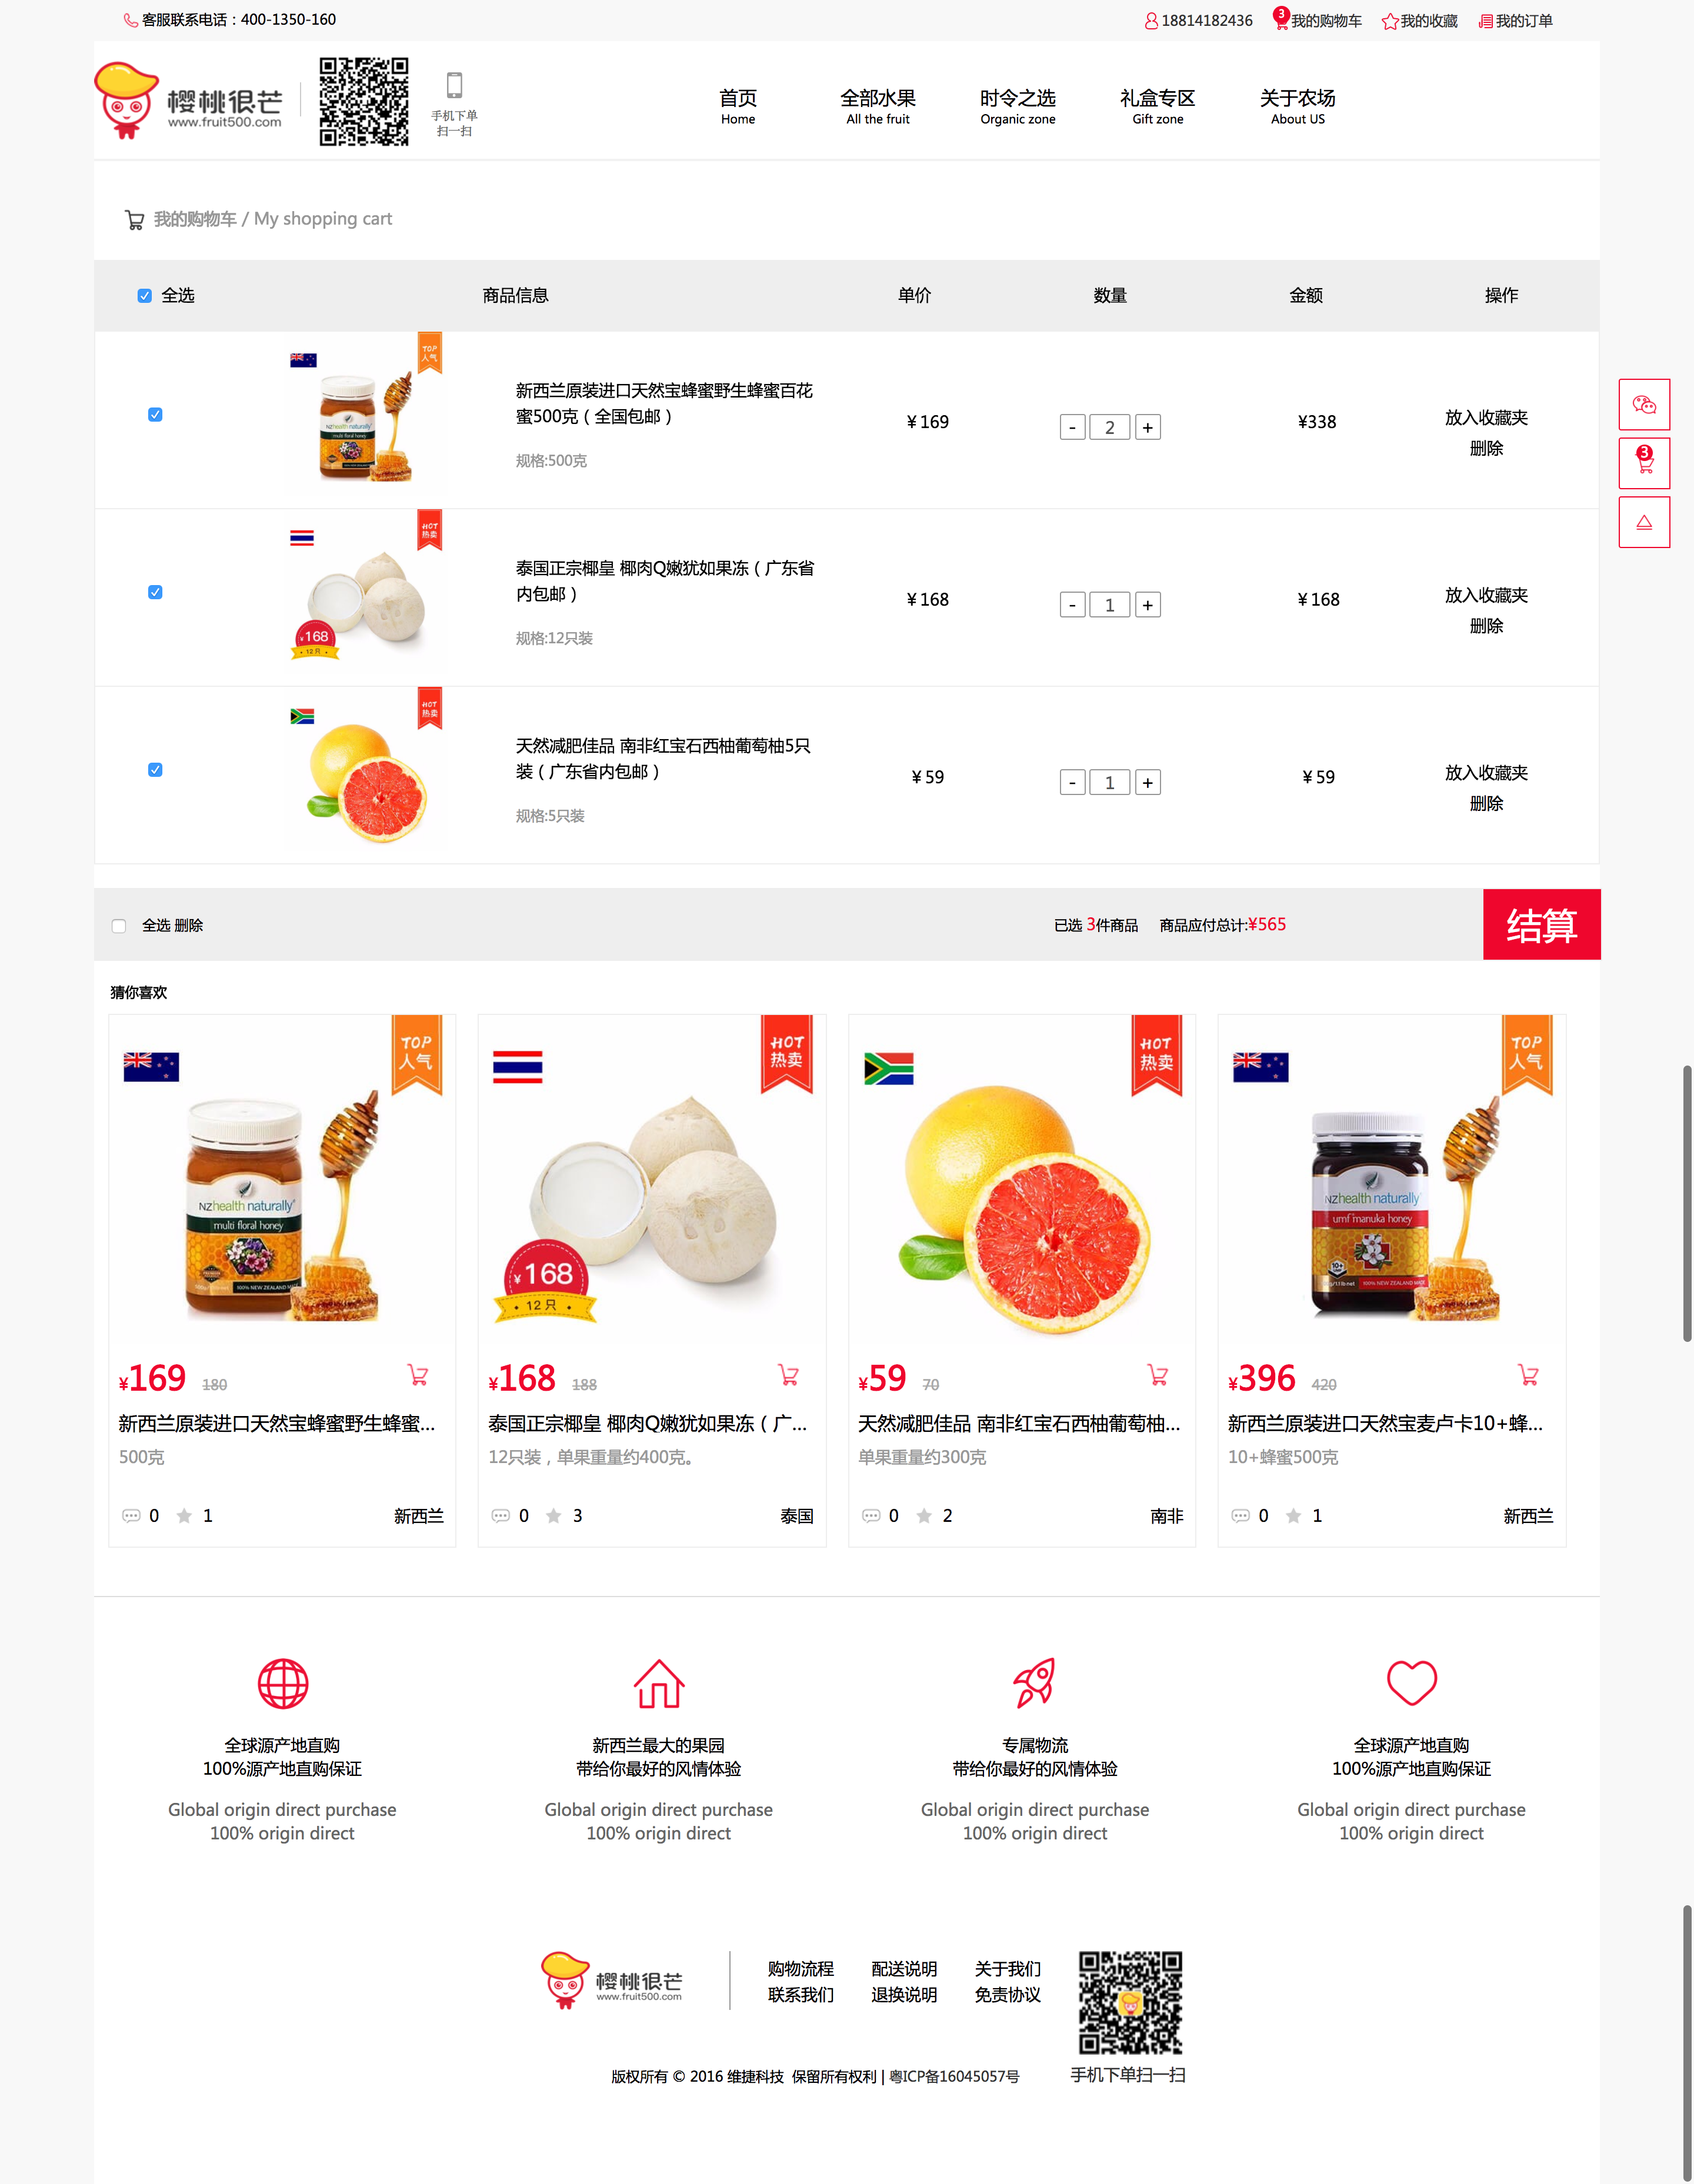 客服联系电话：400-1350-160
18814182436
3
我的购物车
我的收藏
我的订单
樱桃很芒
www.fruit500.com
手机下单
扫一扫
首页
Home
全部水果
All the fruit
时令之选
Organic zone
礼盒专区
Gift zone
关于农场
About US
我的购物车 / My shopping cart
全选
商品信息
单价
数量
金额
操作
TOP
人气
NZhealth naturally
multi floral honey
新西兰原装进口天然宝蜂蜜野生蜂蜜百花
蜜500克（全国包邮）
规格:500克
¥ 169
- 2 +
¥338
放入收藏夹
删除
3
HOT
热卖
¥168
12 只
泰国正宗椰皇 椰肉Q嫩犹如果冻（广东省
内包邮）
规格:12只装
¥ 168
- 1 +
¥ 168
放入收藏夹
删除
HOT
热卖
天然减肥佳品 南非红宝石西柚葡萄柚5只
装（广东省内包邮）
规格:5只装
¥ 59
- 1 +
¥ 59
放入收藏夹
删除
全选 删除
已选 3件商品
商品应付总计:¥565
结算
猜你喜欢
TOP
人气
NZhealth naturally
multi floral honey
100% NEW ZEALAND MADE
¥169 180
新西兰原装进口天然宝蜂蜜野生蜂蜜...
500克
0 1 新西兰
HOT
热卖
¥168
12 只
¥168 188
泰国正宗椰皇 椰肉Q嫩犹如果冻（广...
12只装，单果重量约400克。
0 3 泰国
HOT
热卖
¥59 70
天然减肥佳品 南非红宝石西柚葡萄柚...
单果重量约300克
0 2 南非
TOP
人气
NZhealth naturally
umf manuka honey
10+
100% NEW ZEALAND MADE
¥396 420
新西兰原装进口天然宝麦卢卡10+蜂...
10+蜂蜜500克
0 1 新西兰
全球源产地直购
100%源产地直购保证
Global origin direct purchase
100% origin direct
新西兰最大的果园
带给你最好的风情体验
Global origin direct purchase
100% origin direct
专属物流
带给你最好的风情体验
Global origin direct purchase
100% origin direct
全球源产地直购
100%源产地直购保证
Global origin direct purchase
100% origin direct
樱桃很芒
www.fruit500.com
购物流程 配送说明 关于我们
联系我们 退换说明 免责协议
手机下单扫一扫
版权所有 © 2016 维捷科技 保留所有权利 | 粤ICP备16045057号